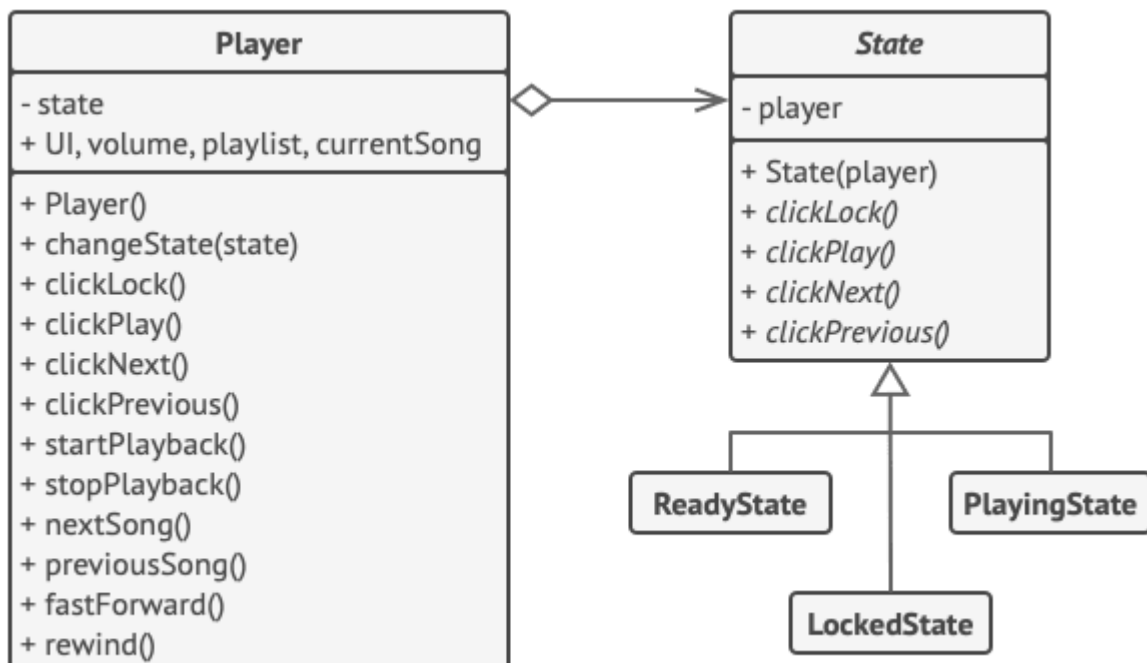 Player
- state
+ UI, volume, playlist, currentSong
+ Player()
+ changeState(state)
+ clickLock()
+ clickPlay()
+ clickNext()
+ clickPrevious()
+ startPlayback()
+ stopPlayback()
+ nextSong()
+ previousSong()
+ fastForward()
+ rewind()
State
- player
+ State(player)
+ clickLock()
+ clickPlay()
+ clickNext()
+ clickPrevious()
ReadyState
PlayingState
LockedState